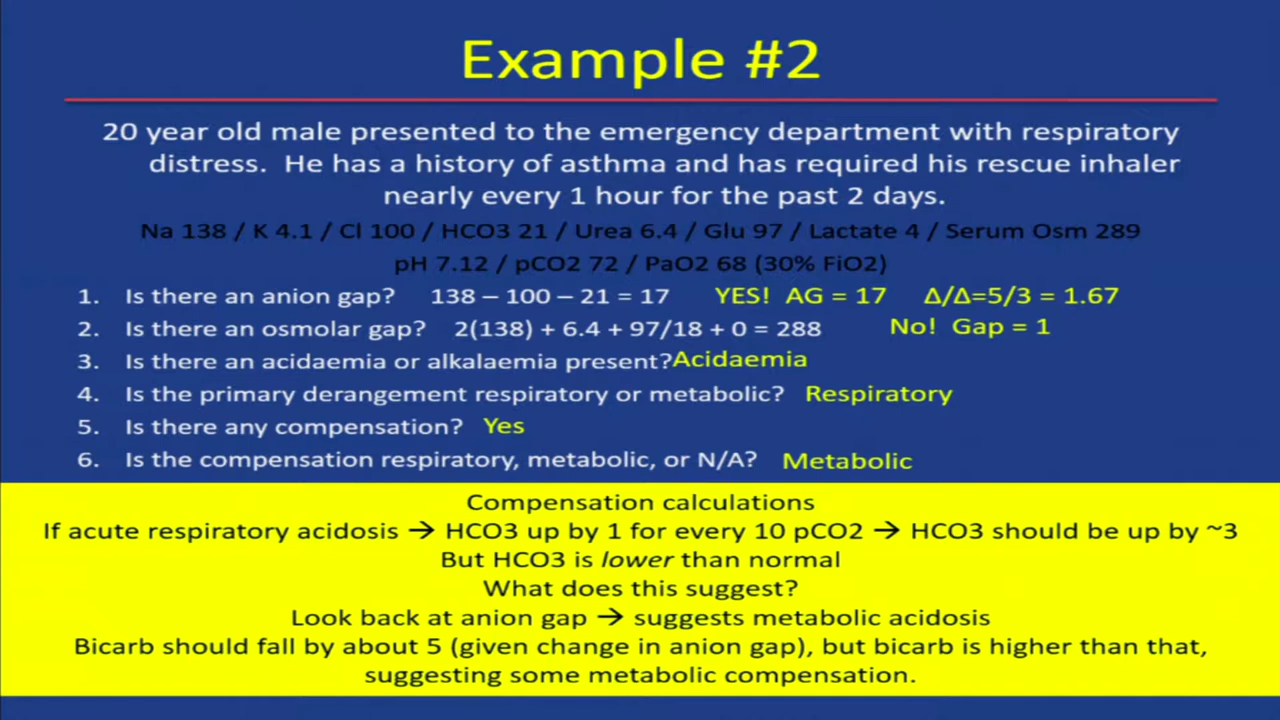 Example #2
20 year old male presented to the emergency department with respiratory
distress. He has a history of asthma and has required his rescue inhaler
nearly every 1 hour for the past 2 days.
Na 138 / K 4.1 / Cl 100 / HCO3 21 / Urea 6.4 / Glu 97 / Lactate 4 / Serum Osm 289
pH 7.12 / pCO2 72 / PaO2 68 (30% FiO2)
1. Is there an anion gap? 138 – 100 – 21 = 17 YES! AG = 17 Δ/Δ=5/3 = 1.67
2. Is there an osmolar gap? 2(138) + 6.4 + 97/18 + 0 = 288 No! Gap = 1
3. Is there an acidaemia or alkalaemia present? Acidaemia
4. Is the primary derangement respiratory or metabolic? Respiratory
5. Is there any compensation? Yes
6. Is the compensation respiratory, metabolic, or N/A? Metabolic
Compensation calculations
If acute respiratory acidosis → HCO3 up by 1 for every 10 pCO2 → HCO3 should be up by ~3
But HCO3 is lower than normal
What does this suggest?
Look back at anion gap → suggests metabolic acidosis
Bicarb should fall by about 5 (given change in anion gap), but bicarb is higher than that,
suggesting some metabolic compensation.